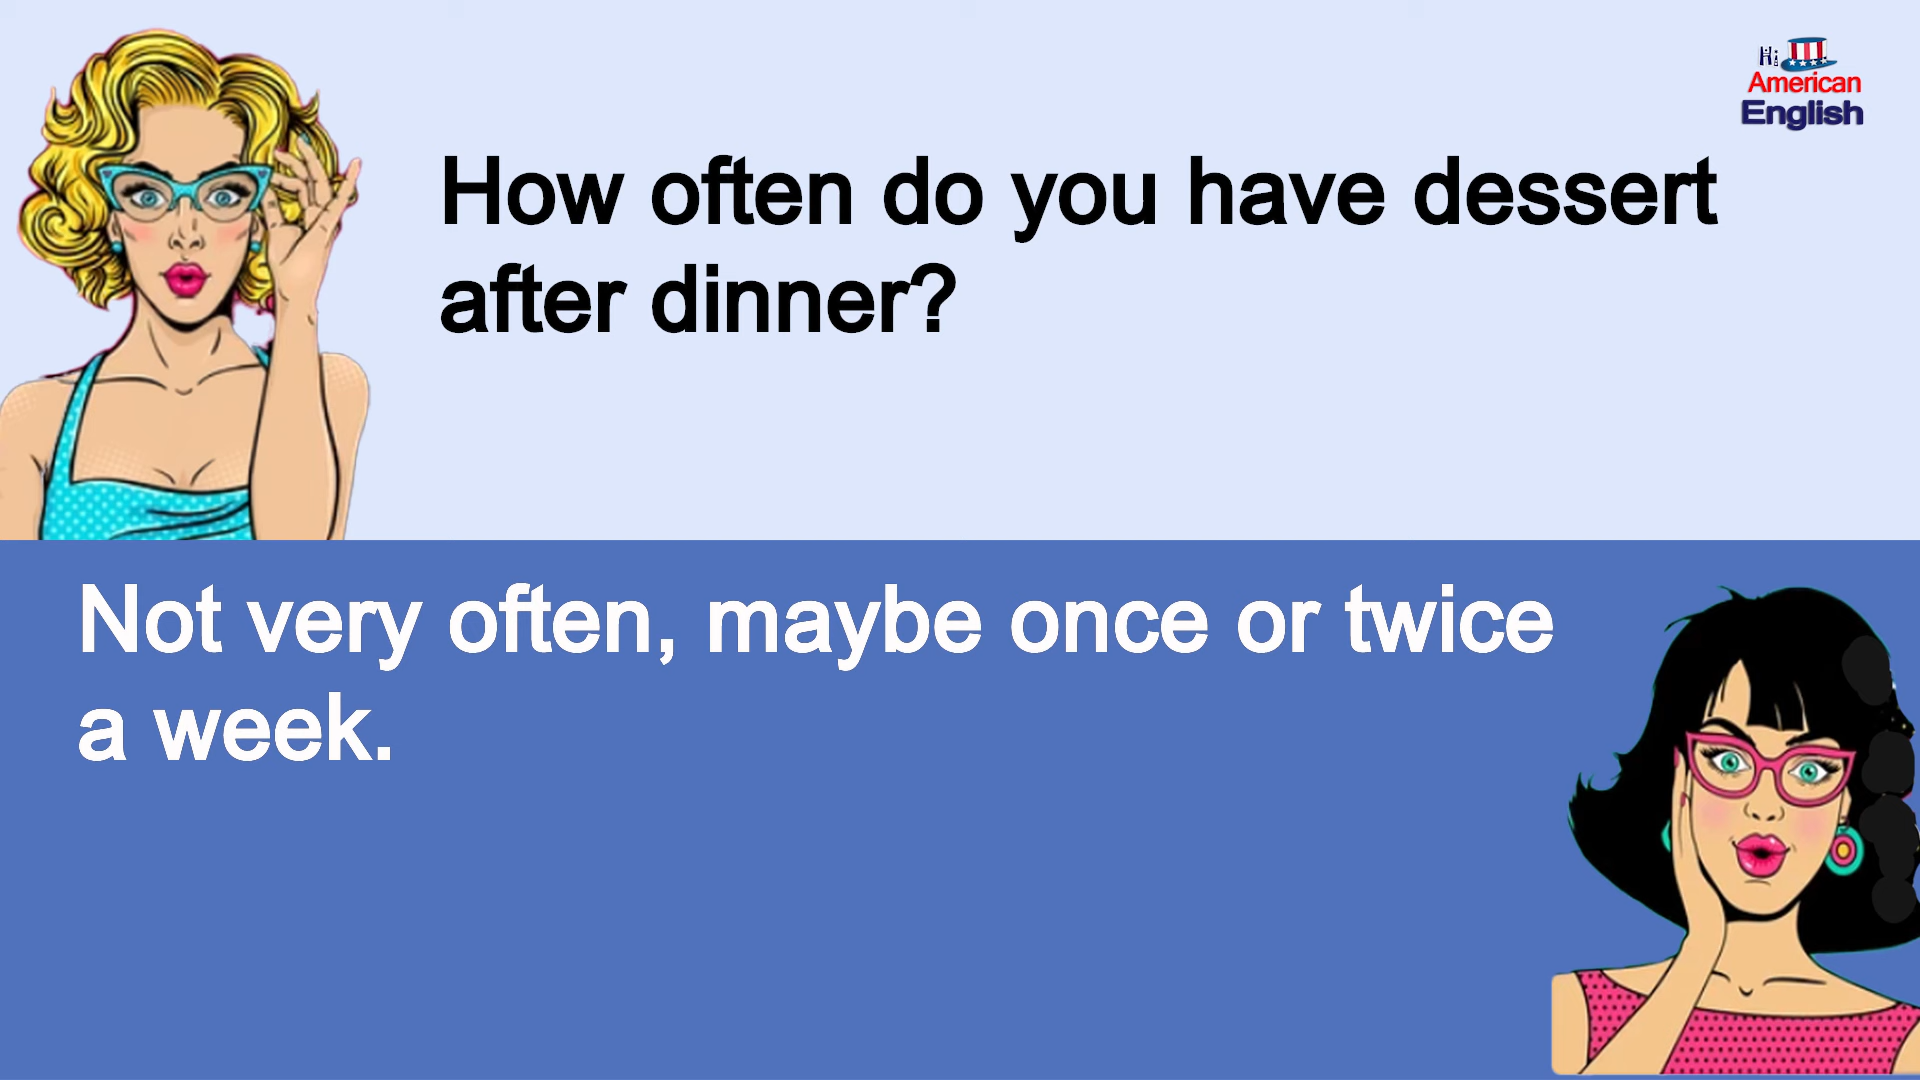 Hi
American
English
How often do you have dessert
after dinner?
Not very often, maybe once or twice
a week.